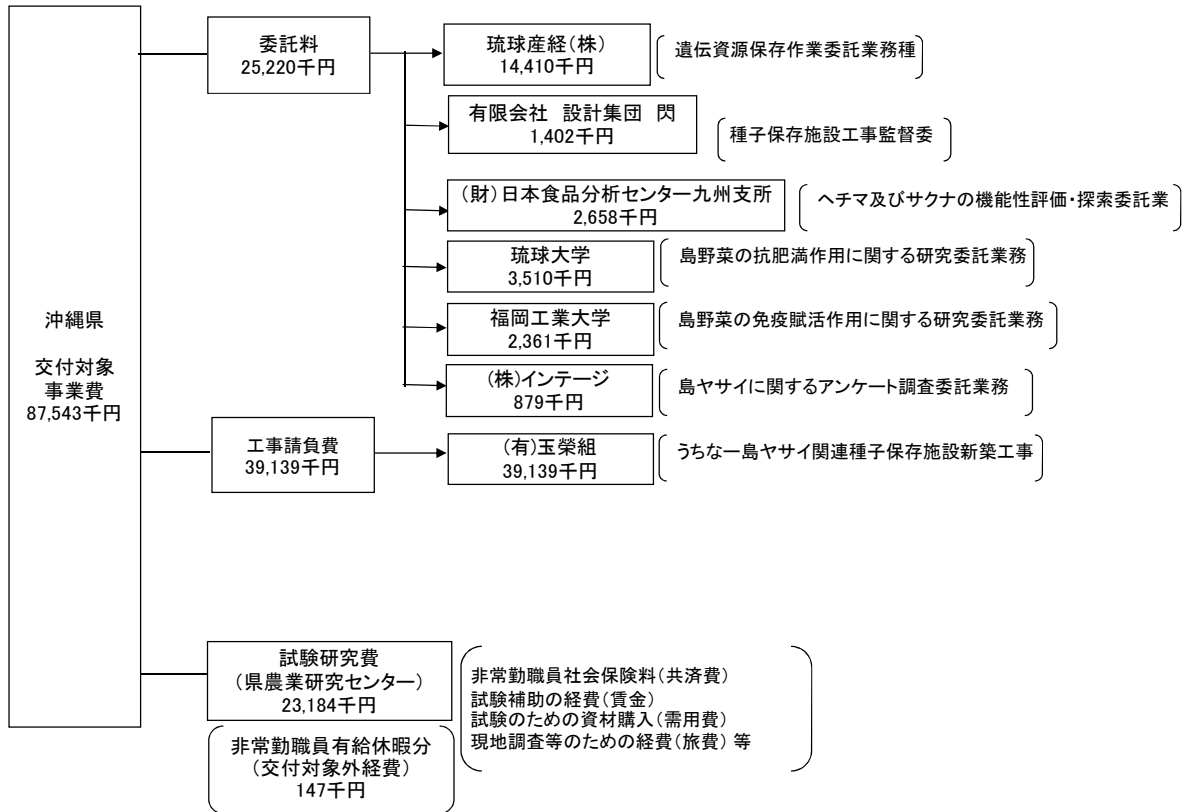 沖縄県
交付対象
事業費
87,543千円
委託料
25,220千円
琉球産経(株)
14,410千円
遺伝資源保存作業委託業務種
有限会社　設計集団　閃
1,402千円
種子保存施設工事監督委
(財)日本食品分析センター九州支所
2,658千円
ヘチマ及びサクナの機能性評価・探索委託業
琉球大学
3,510千円
島野菜の抗肥満作用に関する研究委託業務
福岡工業大学
2,361千円
島野菜の免疫賦活作用に関する研究委託業務
(株)インテージ
879千円
島ヤサイに関するアンケート調査委託業務
工事請負費
39,139千円
(有)玉榮組
39,139千円
うちなー島ヤサイ関連種子保存施設新築工事
試験研究費
(県農業研究センター)
23,184千円
非常勤職員社会保険料(共済費)
試験補助の経費(賃金)
試験のための資材購入(需用費)
現地調査等のための経費(旅費) 等
非常勤職員有給休暇分
(交付対象外経費)
147千円